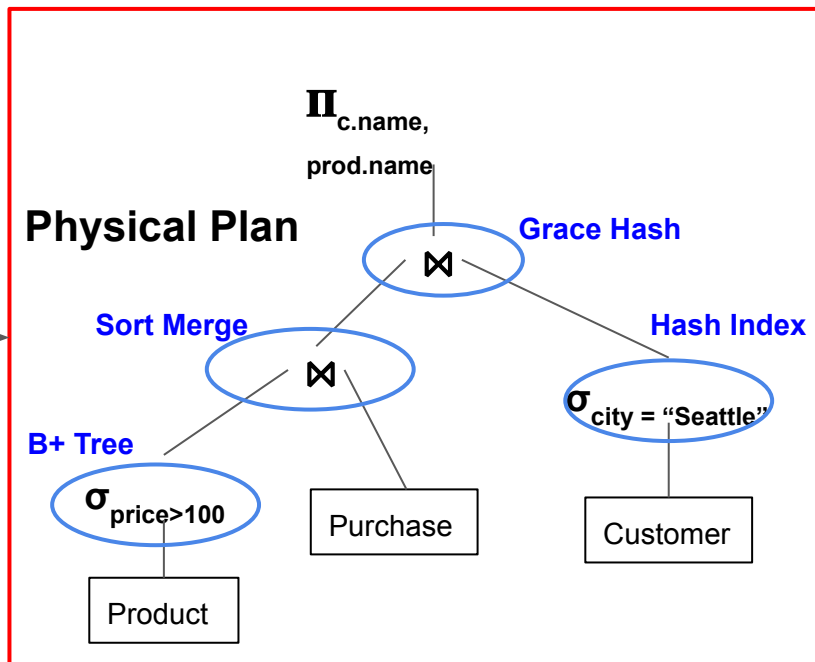 𝚷c.name,
prod.name
Physical Plan
Grace Hash
⋈
Sort Merge
Hash Index
⋈
σcity = “Seattle”
B+ Tree
σprice>100
Purchase
Customer
Product